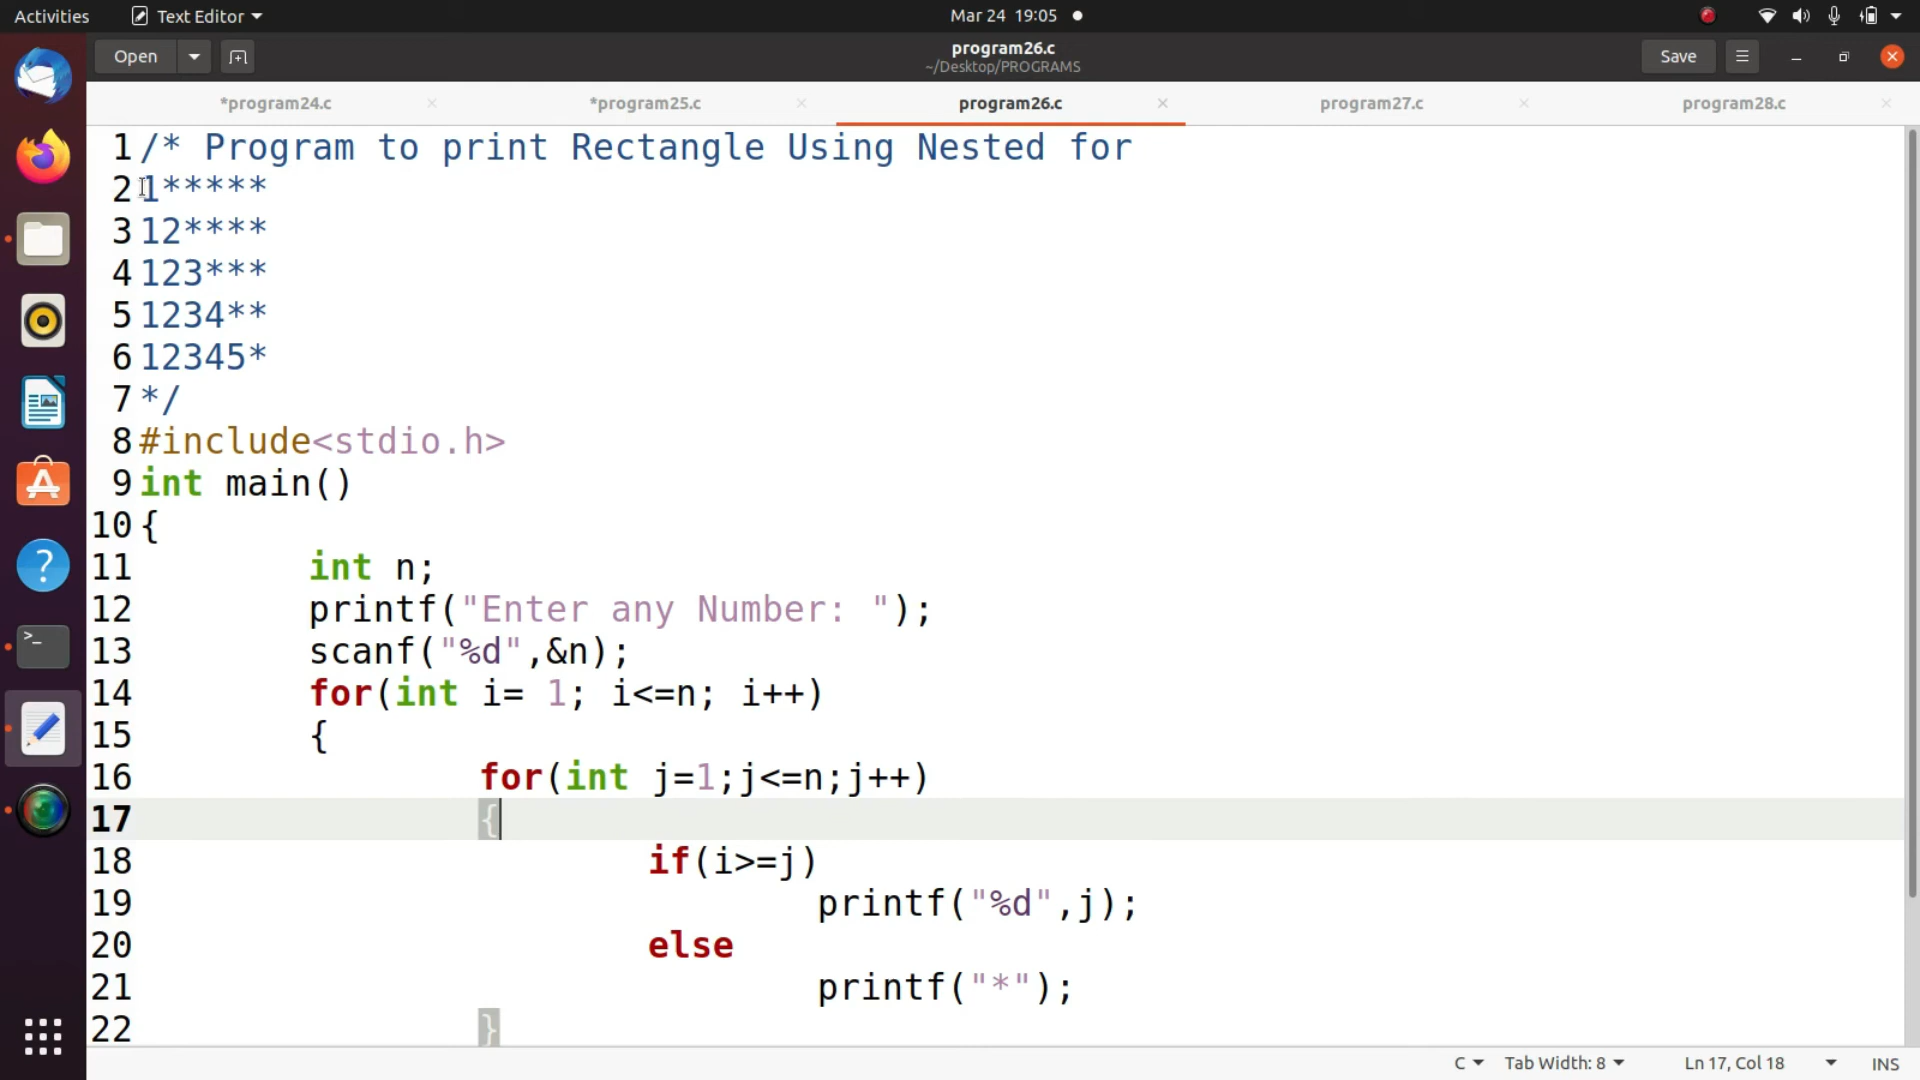 Activities Text Editor Mar 24 19:05
Open program26.c Save
~/Desktop/PROGRAMS
*program24.c *program25.c program26.c program27.c program28.c
1 /* Program to print Rectangle Using Nested for
2 1*****
3 12****
4 123***
5 1234**
6 12345*
7 */
8 #include<stdio.h>
9 int main()
10 {
11 int n;
12 printf("Enter any Number: ");
13 scanf("%d",&n);
14 for(int i= 1; i<=n; i++)
15 {
16 for(int j=1;j<=n;j++)
17 {
18 if(i>=j)
19 printf("%d",j);
20 else
21 printf("*");
22 }
C Tab Width: 8 Ln 17, Col 18 INS